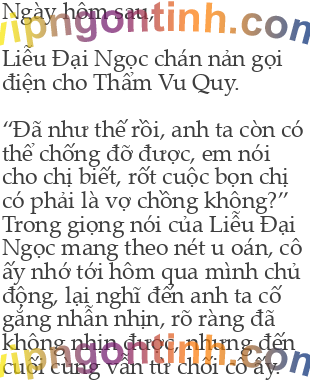 Ngày hôm sau,
vipngontinh.com
Liễu Đại Ngọc chán nản gọi
điện cho Thẩm Vu Quy.
“Đã như thế rồi, anh ta còn có
thể chống đỡ được, em nói
cho chị biết, rốt cuộc bọn chị
có phải là vợ chồng không?”
Trong giọng nói của Liễu Đại
Ngọc mang theo nét u oán, cô
ấy nhớ tới hôm qua mình chủ
động, lại nghĩ đến anh ta cố
gắng nhẫn nhịn, rõ ràng đã
không nhịn được, nhưng đến
cuối cùng vẫn từ chối cô ấy.
vipngontinh.com